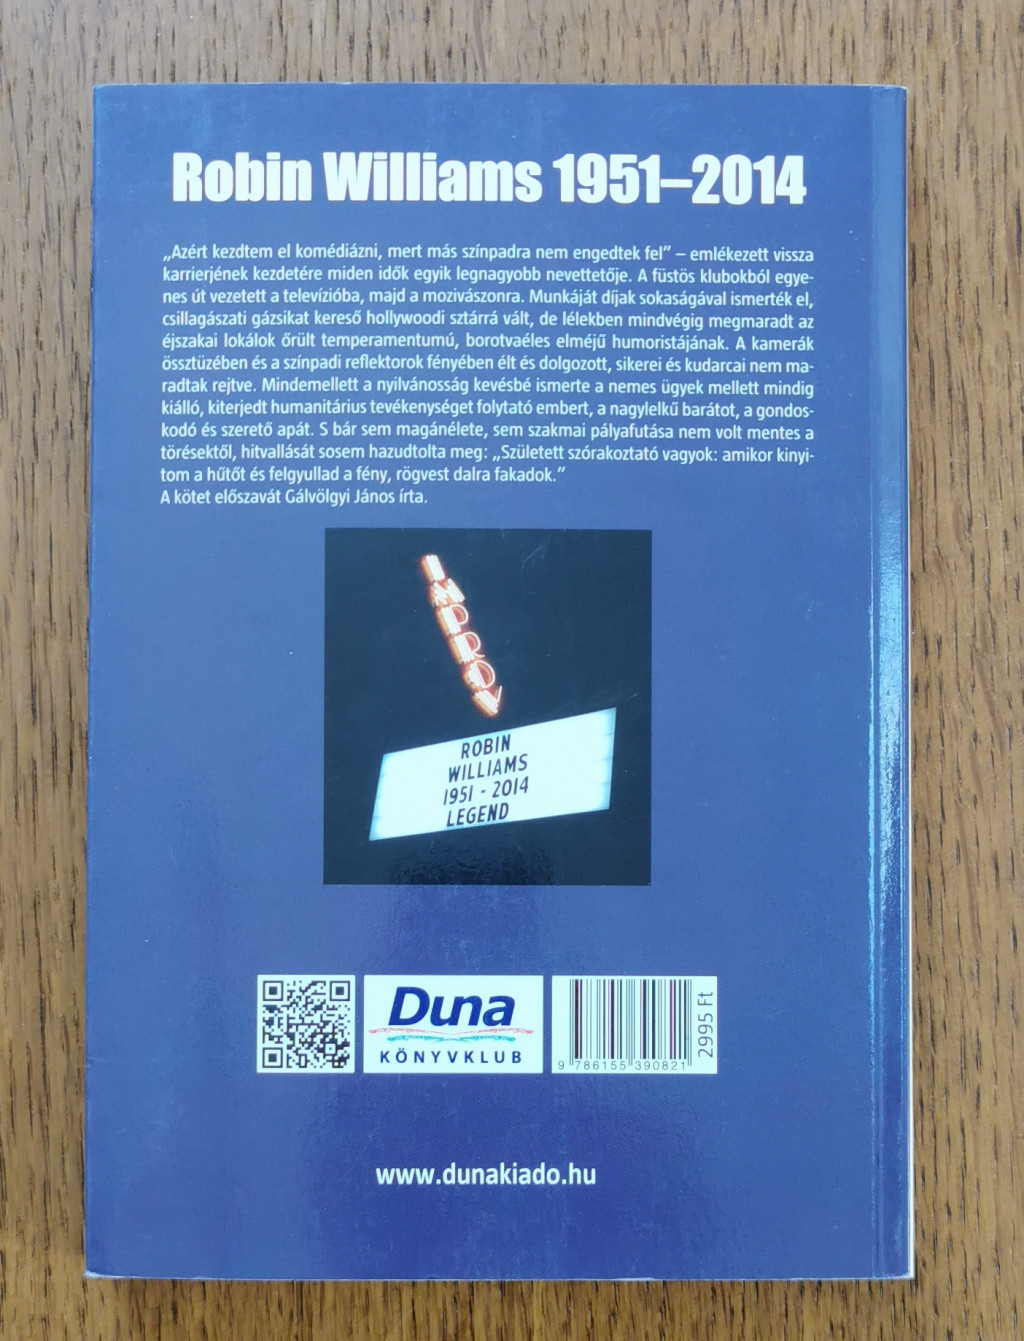 Robin Williams 1951–2014
„Azért kezdtem el komédiázni, mert más színpadra nem engedtek fel” – emlékezett vissza
karrierjének kezdetére miden idők egyik legnagyobb nevettetője. A füstös klubokból egye-
nes út vezetett a televízióba, majd a mozivászonra. Munkáját díjak sokaságával ismerték el,
csillagászati gázsikat kereső hollywoodi sztárrá vált, de lélekben mindvégig megmaradt az
éjszakai lokálok őrült temperamentumú, borotvaéles elméjű humoristájának. A kamerák
össztüzében és a színpadi reflektorok fényében élt és dolgozott, sikerei és kudarcai nem ma-
radtak rejtve. Mindemellett a nyilvánosság kevésbé ismerte a nemes ügyek mellett mindig
kiálló, kiterjedt humanitárius tevékenységet folytató embert, a nagylelkű barátot, a gondos-
kodó és szerető apát. S bár sem magánélete, sem szakmai pályafutása nem volt mentes a
törésektől, hitvallását sosem hazudtolta meg: „Született szórakoztató vagyok: amikor kinyi-
tom a hűtőt és felgyullad a fény, rögvest dalra fakadok.”
A kötet előszavát Gálvölgyi János írta.
IMPROV
ROBIN
WILLIAMS
1951 - 2014
LEGEND
Duna
KÖNYVKLUB
9 786155 390821
2995 Ft
www.dunakiado.hu